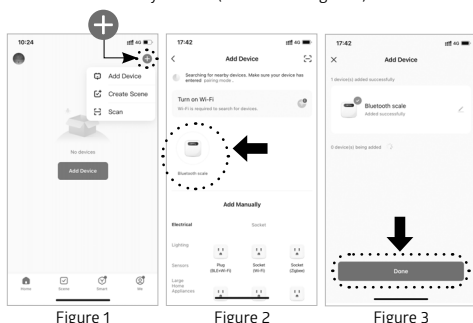 10:24
4G
Add Device
Create Scene
Scan
No devices
Add Device
Home
Scene
Smart
Me
Figure 1
17:42
4G
Add Device
Searching for nearby devices. Make sure your device has
entered pairing mode.
Turn on Wi-Fi
Wi-Fi is required to search for devices.
Bluetooth scale
Add Manually
Electrical
Socket
Lighting
Sensors
Large
Home
Appliances
Plug
(BLE+Wi-Fi)
Socket
(Wi-Fi)
Socket
(Zigbee)
Figure 2
17:42
4G
Add Device
1 device(s) added successfully
Bluetooth scale
Added successfully
0 device(s) being added
Done
Figure 3